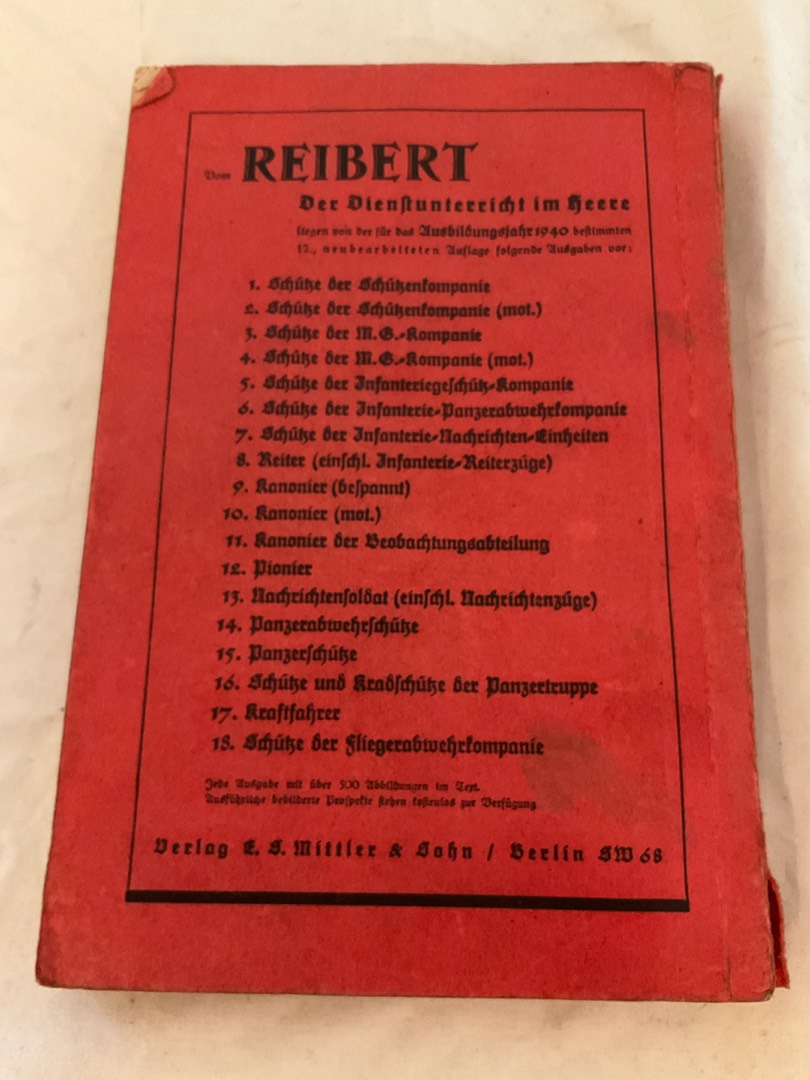 Vom REIBERT
Der Dienstunterricht im Heere
liegen von der für das Ausbildungsjahr 1940 bestimmten
12., neubearbeiteten Auflage folgende Ausgaben vor:
1. Schütze der Schützenkompanie
2. Schütze der Schützenkompanie (mot.)
3. Schütze der M.G.-Kompanie
4. Schütze der M.G.-Kompanie (mot.)
5. Schütze der Infanteriegeschütz-Kompanie
6. Schütze der Infanterie-Panzerabwehrkompanie
7. Schütze der Infanterie-Nachrichten-Einheiten
8. Reiter (einschl. Infanterie-Reiterzüge)
9. Kanonier (bespannt)
10. Kanonier (mot.)
11. Kanonier der Beobachtungsabteilung
12. Pionier
13. Nachrichtensoldat (einschl. Nachrichtenzüge)
14. Panzerabwehrschütze
15. Panzerschütze
16. Schütze und Kradschütze der Panzertruppe
17. Kraftfahrer
18. Schütze der Fliegerabwehrkompanie
Jede Ausgabe mit über 500 Abbildungen im Text.
Ausführliche bebilderte Prospekte stehen kostenlos zur Verfügung
Verlag E. S. Mittler & Sohn / Berlin SW 68